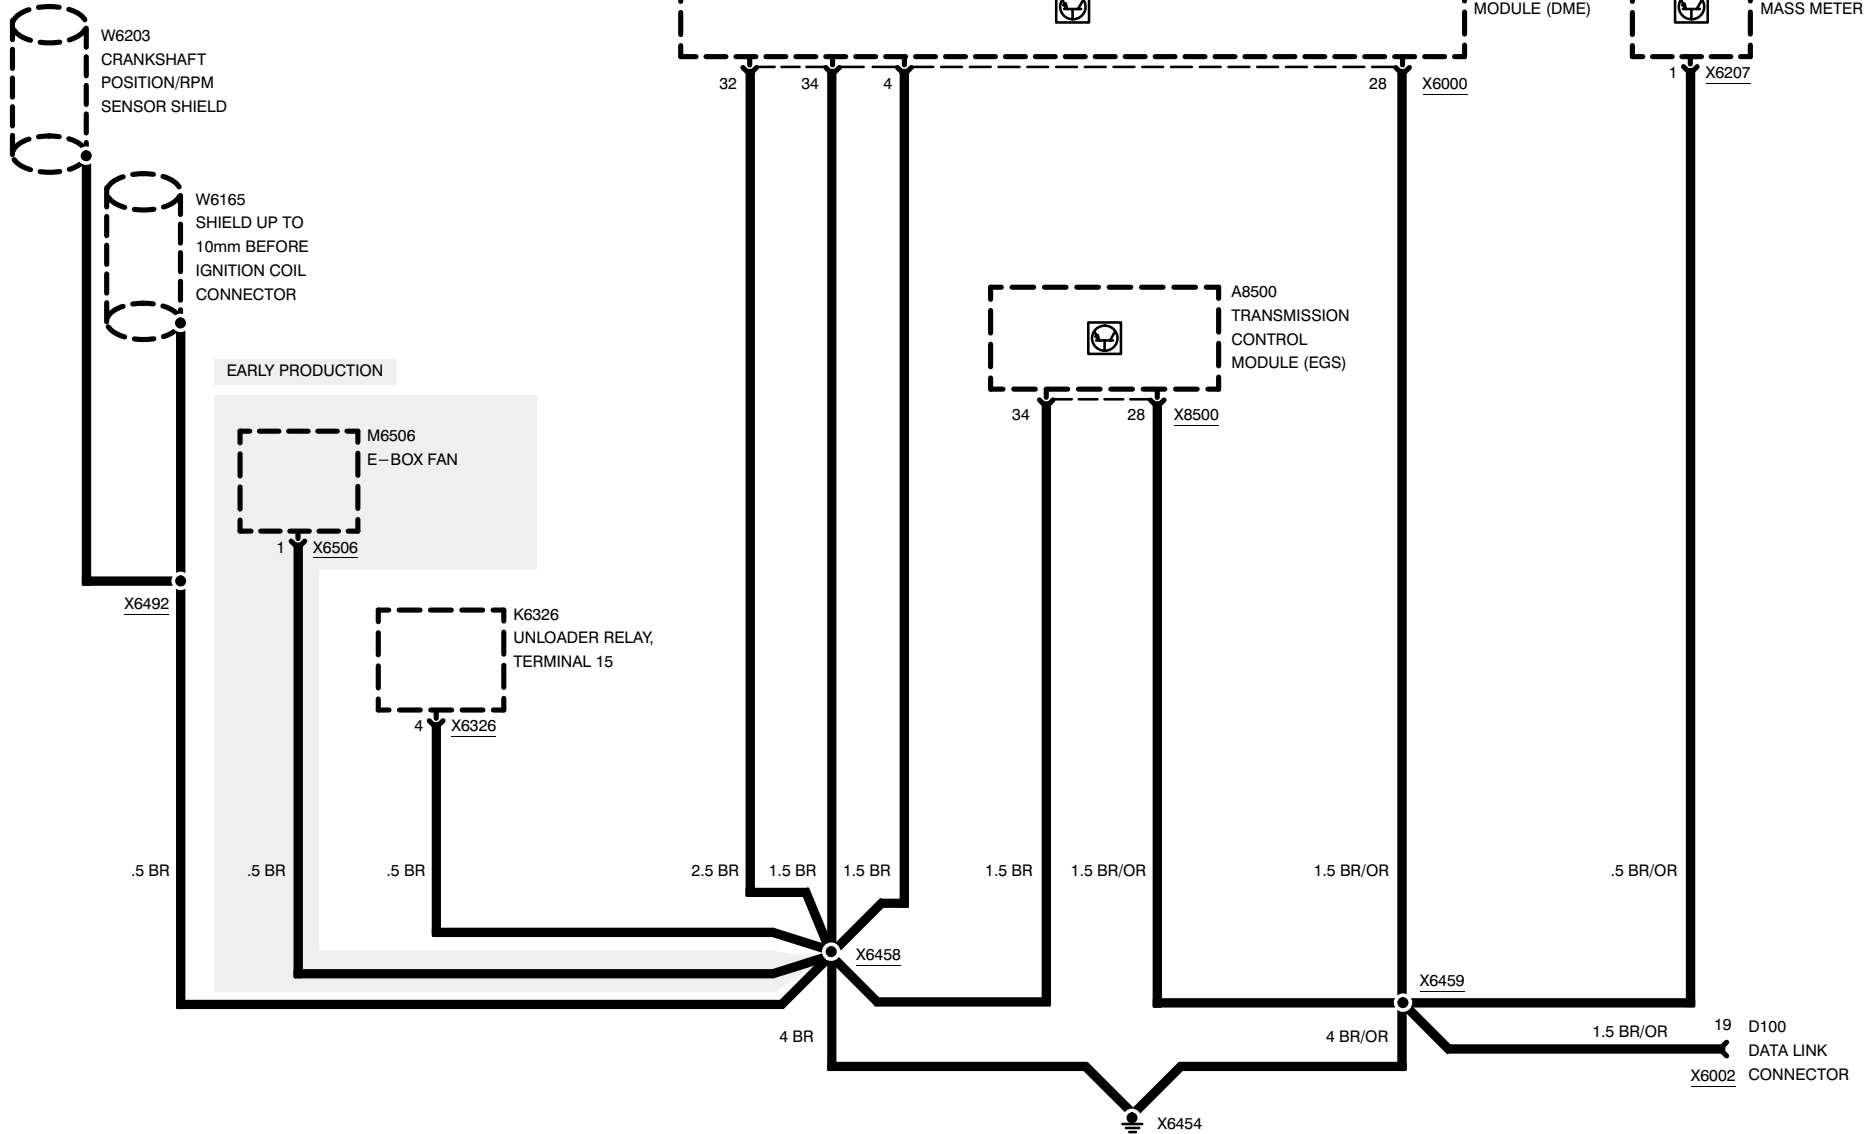 MODULE (DME)
MASS METER
W6203
CRANKSHAFT
POSITION/RPM
SENSOR SHIELD
32
34
4
28
X6000
1
X6207
W6165
SHIELD UP TO
10mm BEFORE
IGNITION COIL
CONNECTOR
A8500
TRANSMISSION
CONTROL
MODULE (EGS)
34
28
X8500
EARLY PRODUCTION
M6506
E−BOX FAN
1
X6506
X6492
K6326
UNLOADER RELAY,
TERMINAL 15
4
X6326
.5 BR
.5 BR
.5 BR
2.5 BR
1.5 BR
1.5 BR
1.5 BR
1.5 BR/OR
1.5 BR/OR
.5 BR/OR
X6458
X6459
4 BR
4 BR/OR
1.5 BR/OR
19
D100
DATA LINK
CONNECTOR
X6002
X6454